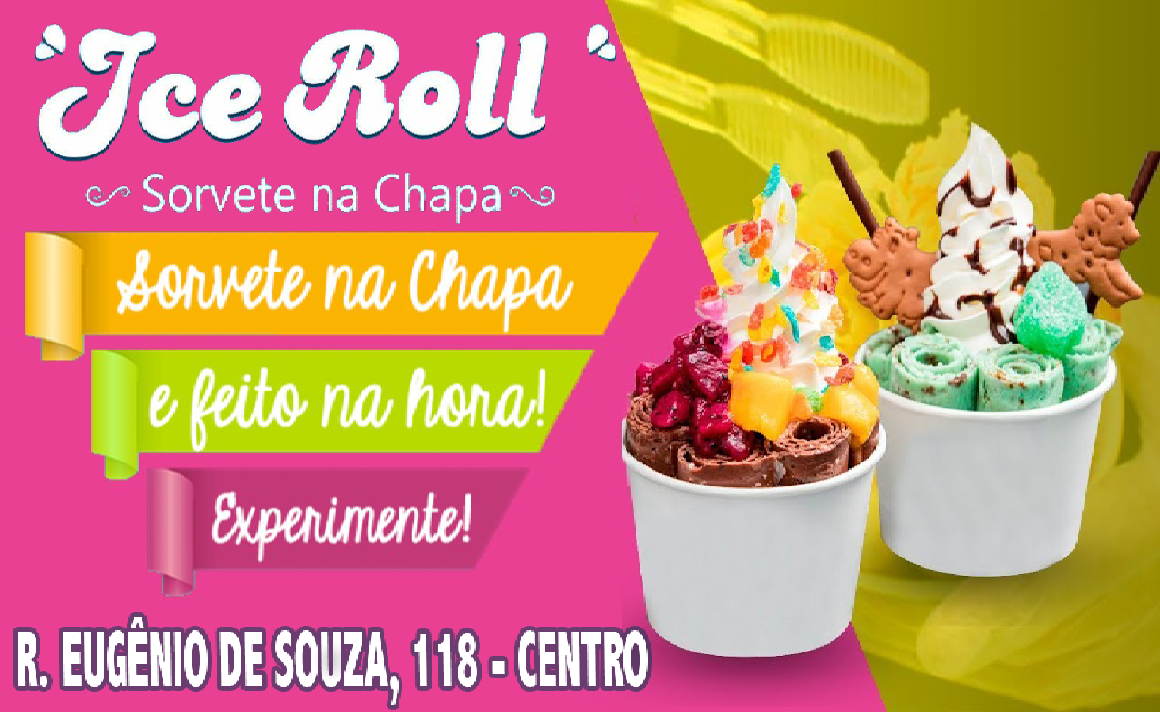 Ice Roll
Sorvete na Chapa
Sorvete na Chapa
e feito na hora!
Experimente!
R. EUGÊNIO DE SOUZA, 118 - CENTRO